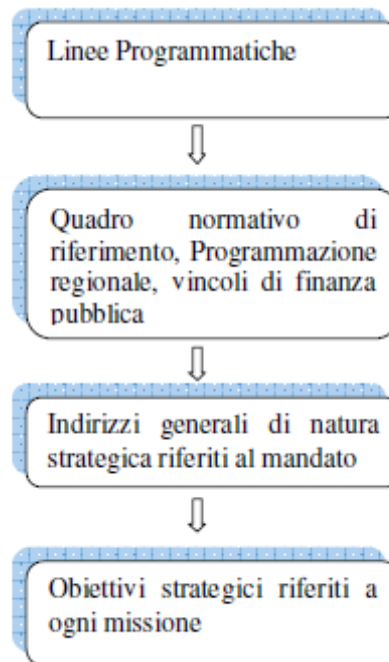 Linee Programmatiche
Quadro normativo di
riferimento, Programmazione
regionale, vincoli di finanza
pubblica
Indirizzi generali di natura
strategica riferiti al mandato
Obiettivi strategici riferiti a
ogni missione